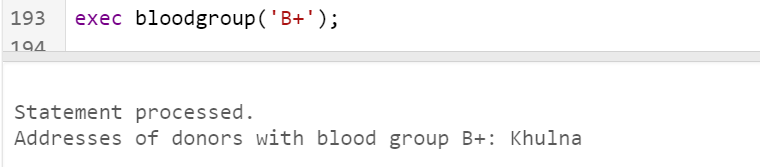 193 exec bloodgroup('B+');
194
Statement processed.
Addresses of donors with blood group B+: Khulna